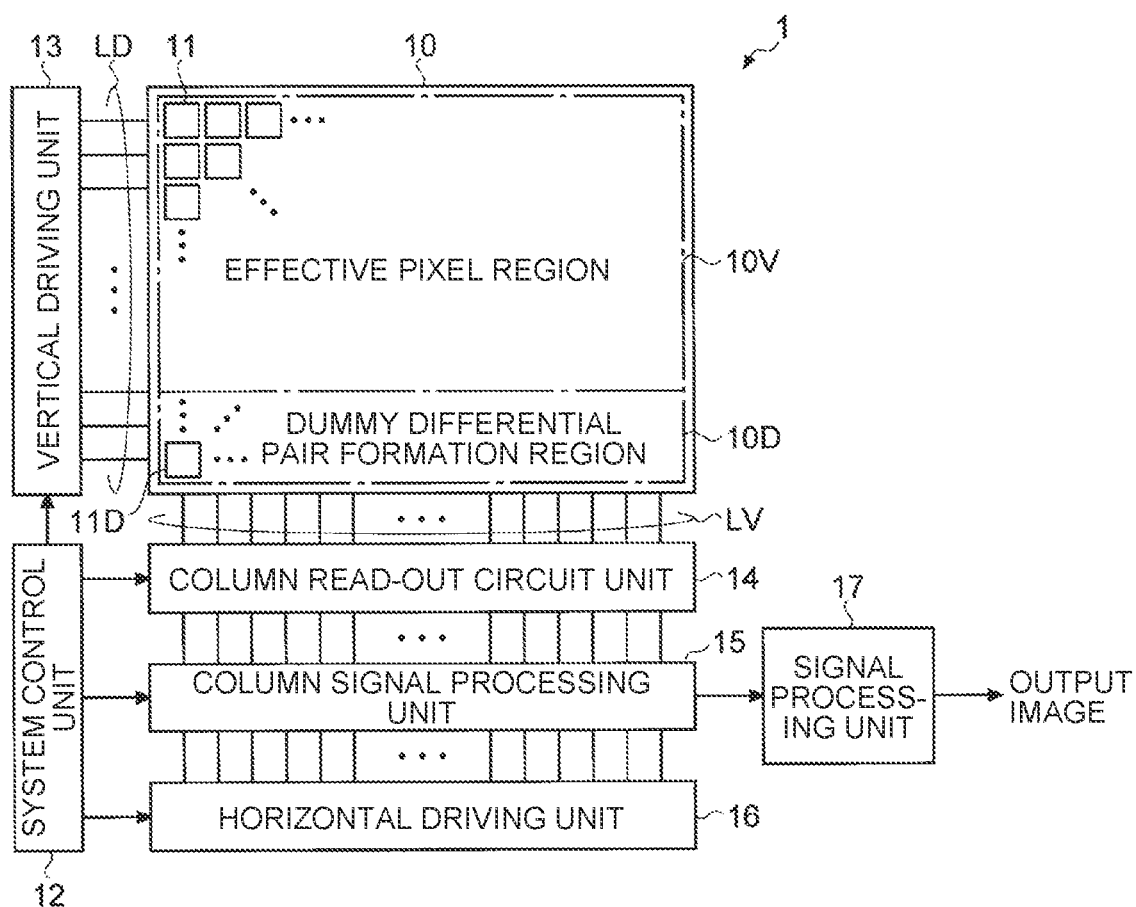 1
13 LD 11 10
VERTICAL DRIVING UNIT
EFFECTIVE PIXEL REGION
10V
DUMMY DIFFERENTIAL
PAIR FORMATION REGION
10D
11D
LV
SYSTEM CONTROL
UNIT
12
COLUMN READ-OUT CIRCUIT UNIT
14
COLUMN SIGNAL PROCESSING
UNIT
15
17
SIGNAL
PROCESS-
ING UNIT
OUTPUT
IMAGE
HORIZONTAL DRIVING UNIT
16